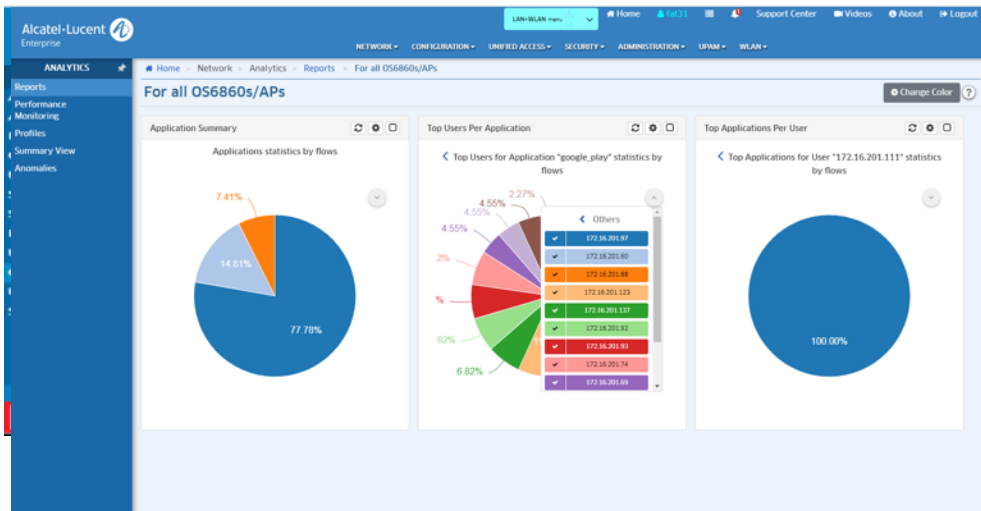 Alcatel-Lucent
Enterprise
LAN+WLAN menu
Home
fat31
Support Center
Videos
About
Logout
NETWORK
CONFIGURATION
UNIFIED ACCESS
SECURITY
ADMINISTRATION
UPAM
WLAN
ANALYTICS
Reports
Performance
Monitoring
Profiles
Summary View
Anomalies
Home > Network > Analytics > Reports > For all OS6860s/APs
For all OS6860s/APs
Change Color
?
Application Summary
Applications statistics by flows
7.41%
14.81%
77.78%
Top Users Per Application
Top Users for Application "google_play" statistics by
flows
2.27%
4.55%
4.55%
4.55%
2%
%
82%
6.82%
Others
172.16.201.97
172.16.201.60
172.16.201.88
172.16.201.123
172.16.201.137
172.16.201.92
172.16.201.93
172.16.201.74
172.16.201.69
Top Applications Per User
Top Applications for User "172.16.201.111" statistics
by flows
100.00%